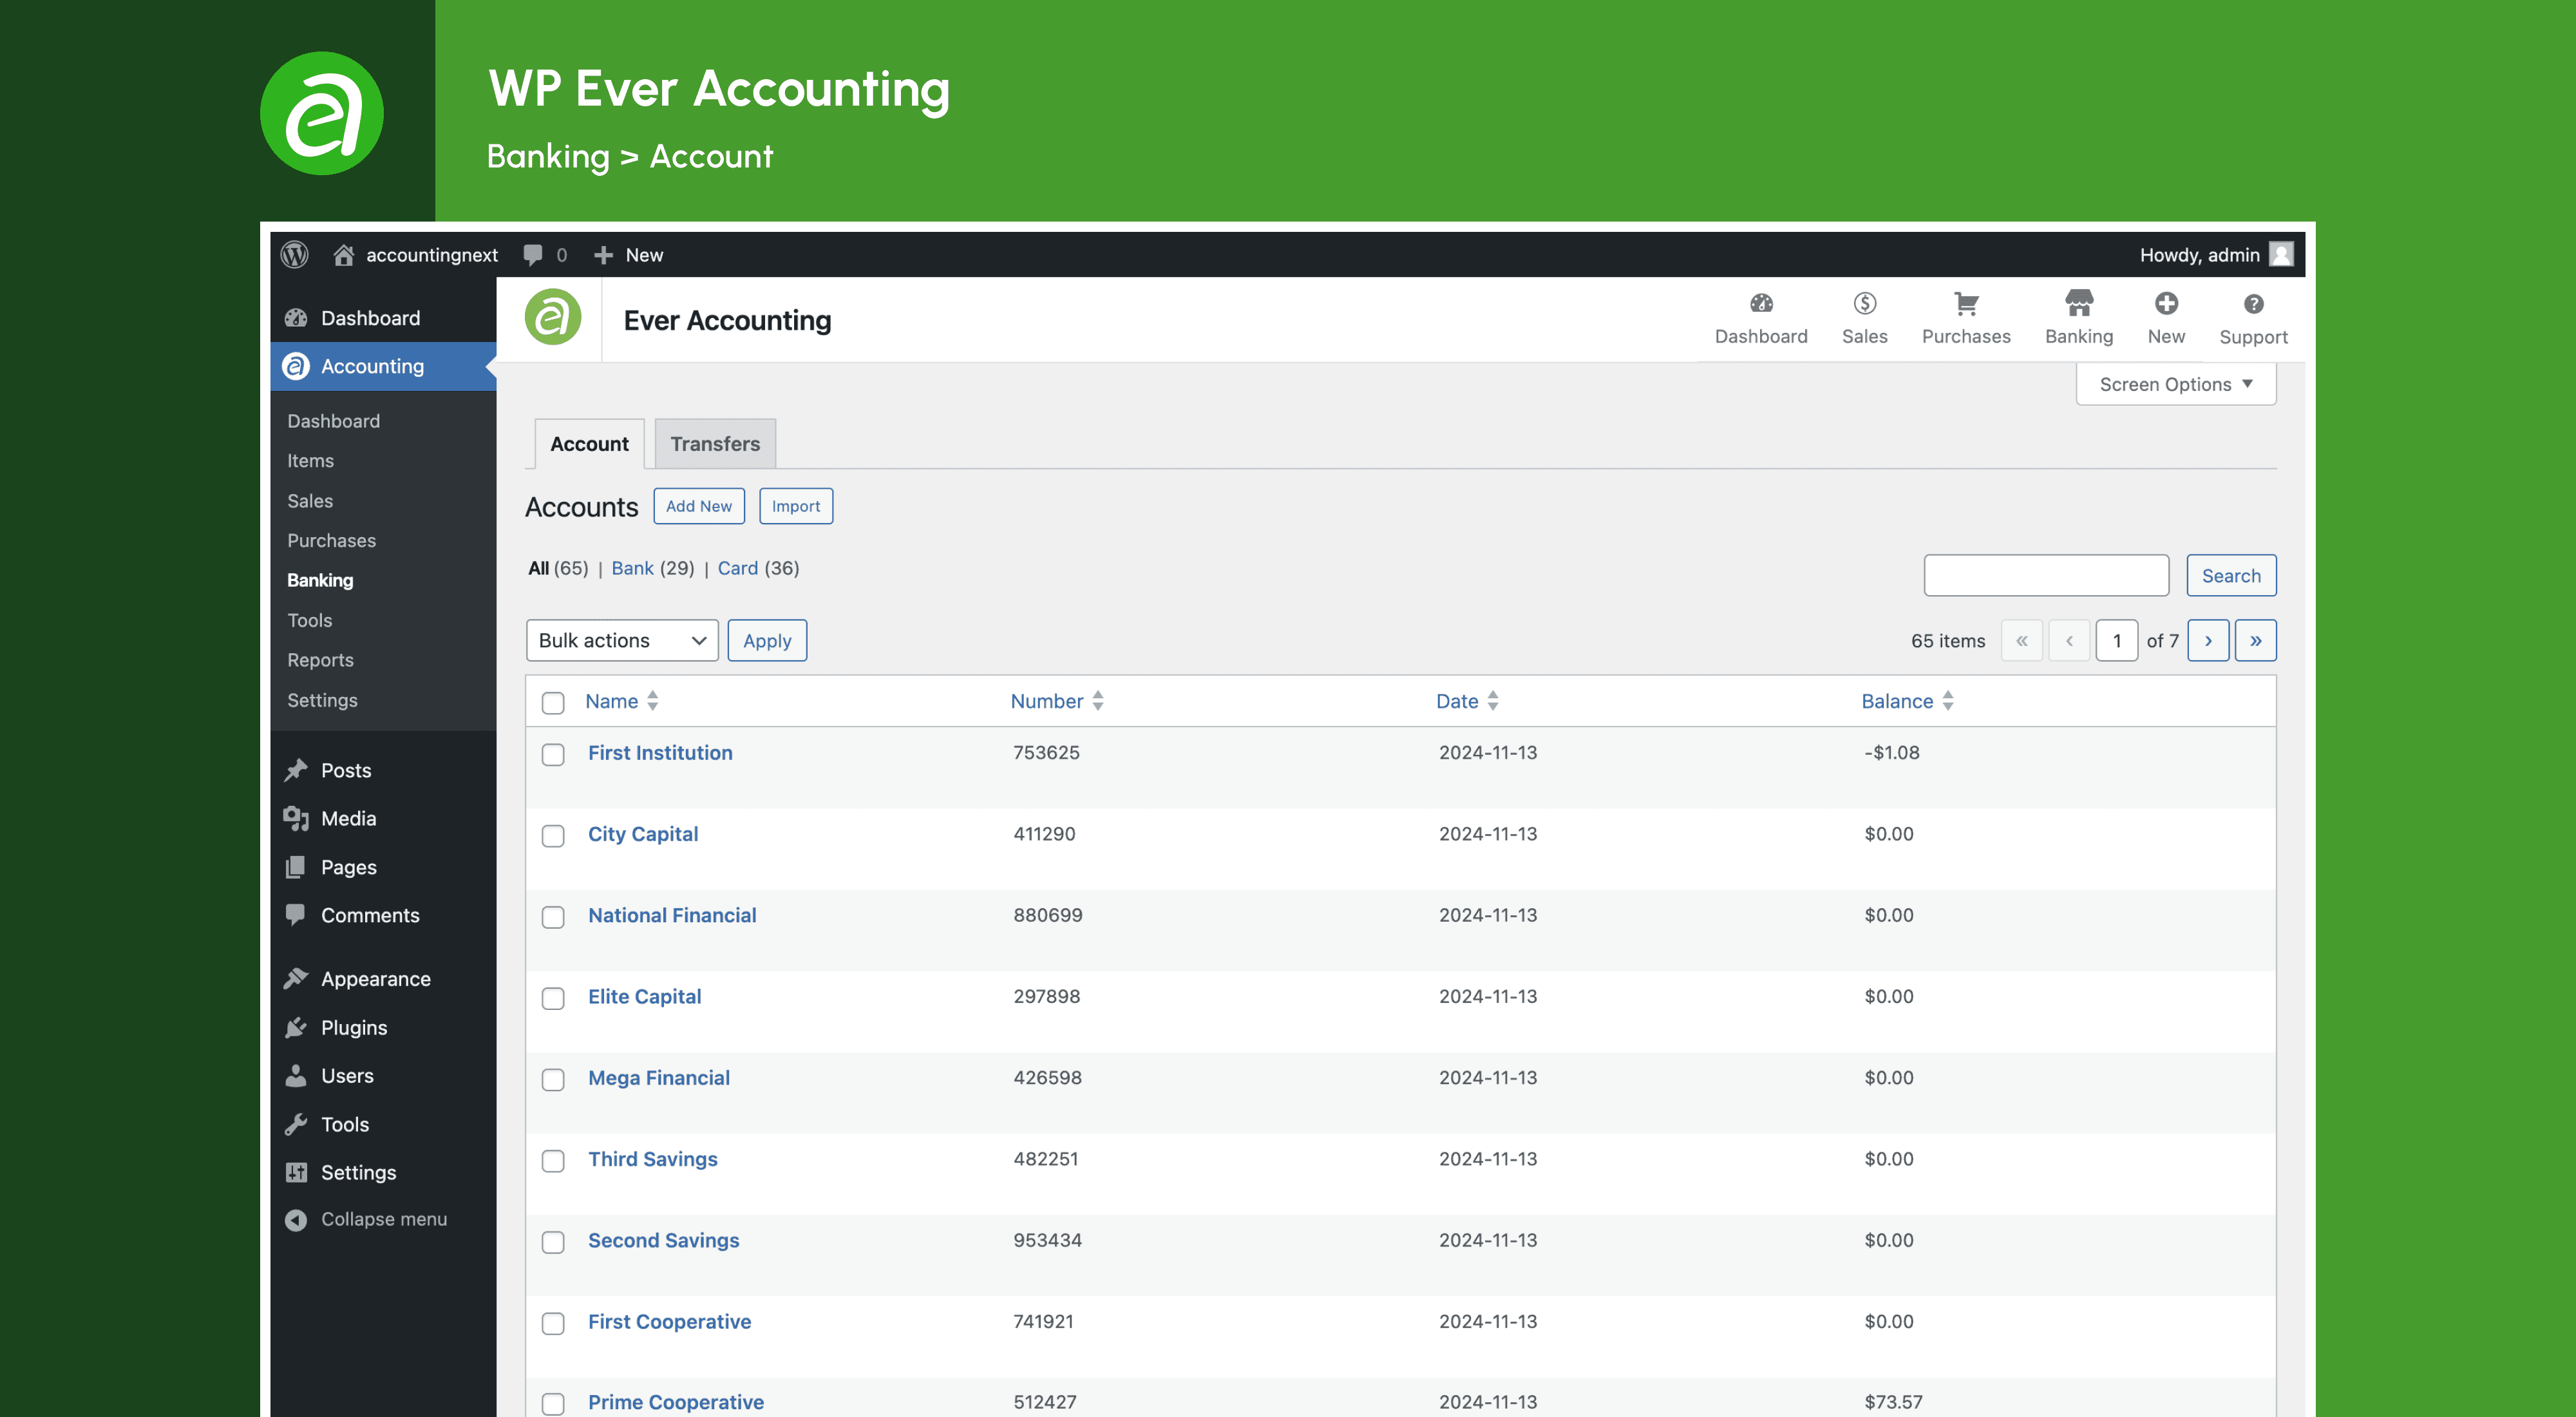 WP Ever Accounting
Banking > Account
accountingnext 0 New Howdy, admin
Dashboard
Accounting
Dashboard
Items
Sales
Purchases
Banking
Tools
Reports
Settings
Posts
Media
Pages
Comments
Appearance
Plugins
Users
Tools
Settings
Collapse menu
Ever Accounting
Dashboard Sales Purchases Banking New Support
Screen Options
Account Transfers
Accounts Add New Import
All (65) | Bank (29) | Card (36)
Search
Bulk actions Apply 65 items « ‹ 1 of 7 › »
Name Number Date Balance
First Institution 753625 2024-11-13 -$1.08
City Capital 411290 2024-11-13 $0.00
National Financial 880699 2024-11-13 $0.00
Elite Capital 297898 2024-11-13 $0.00
Mega Financial 426598 2024-11-13 $0.00
Third Savings 482251 2024-11-13 $0.00
Second Savings 953434 2024-11-13 $0.00
First Cooperative 741921 2024-11-13 $0.00
Prime Cooperative 512427 2024-11-13 $73.57